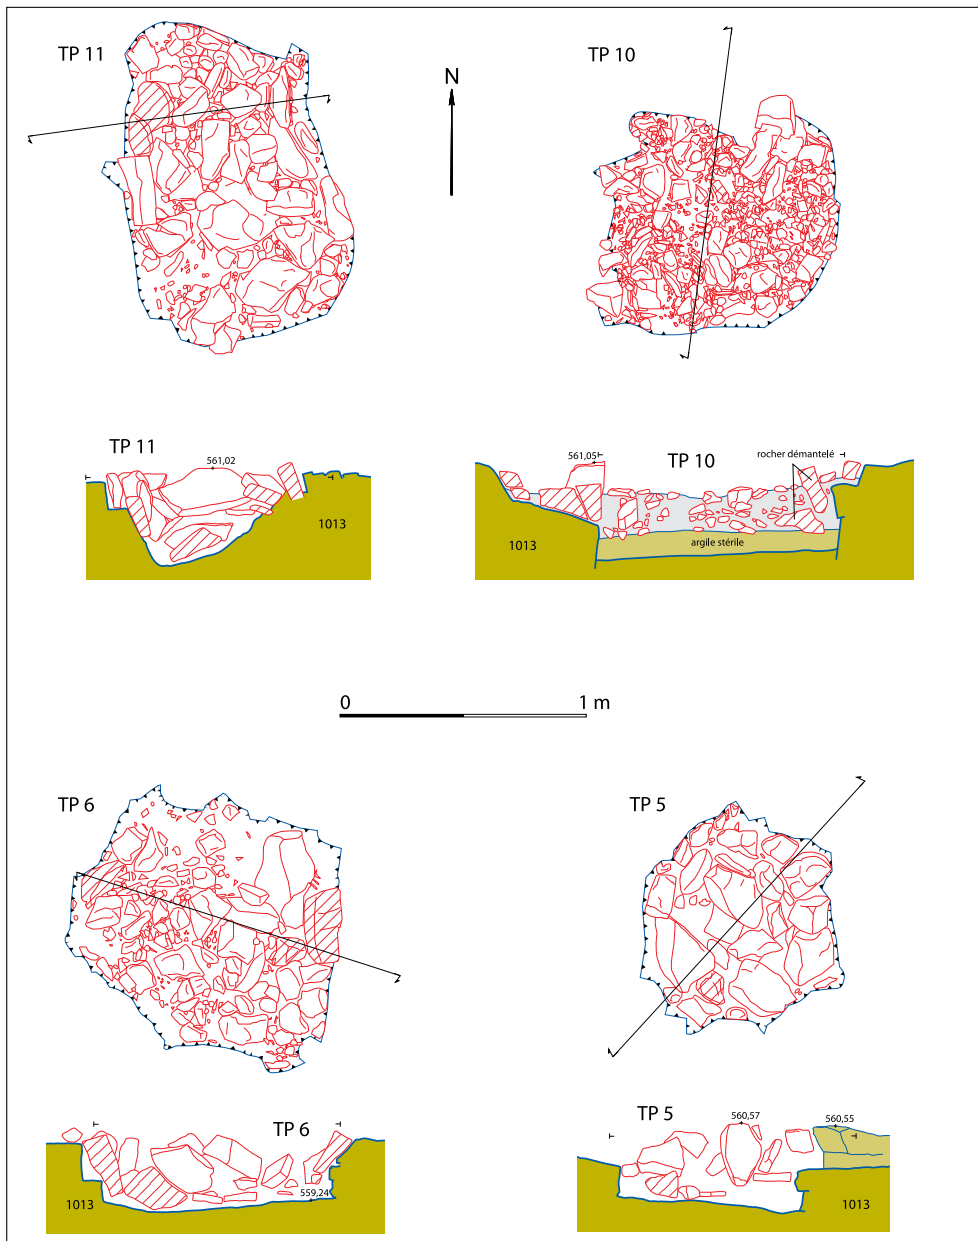 TP 11
TP 10
N
TP 11
561,02
1013
561,05
TP 10
rocher démantelé
1013
argile stérile
0 1 m
TP 6
TP 5
TP 6
559,24
1013
TP 5
560,57
560,55
1013